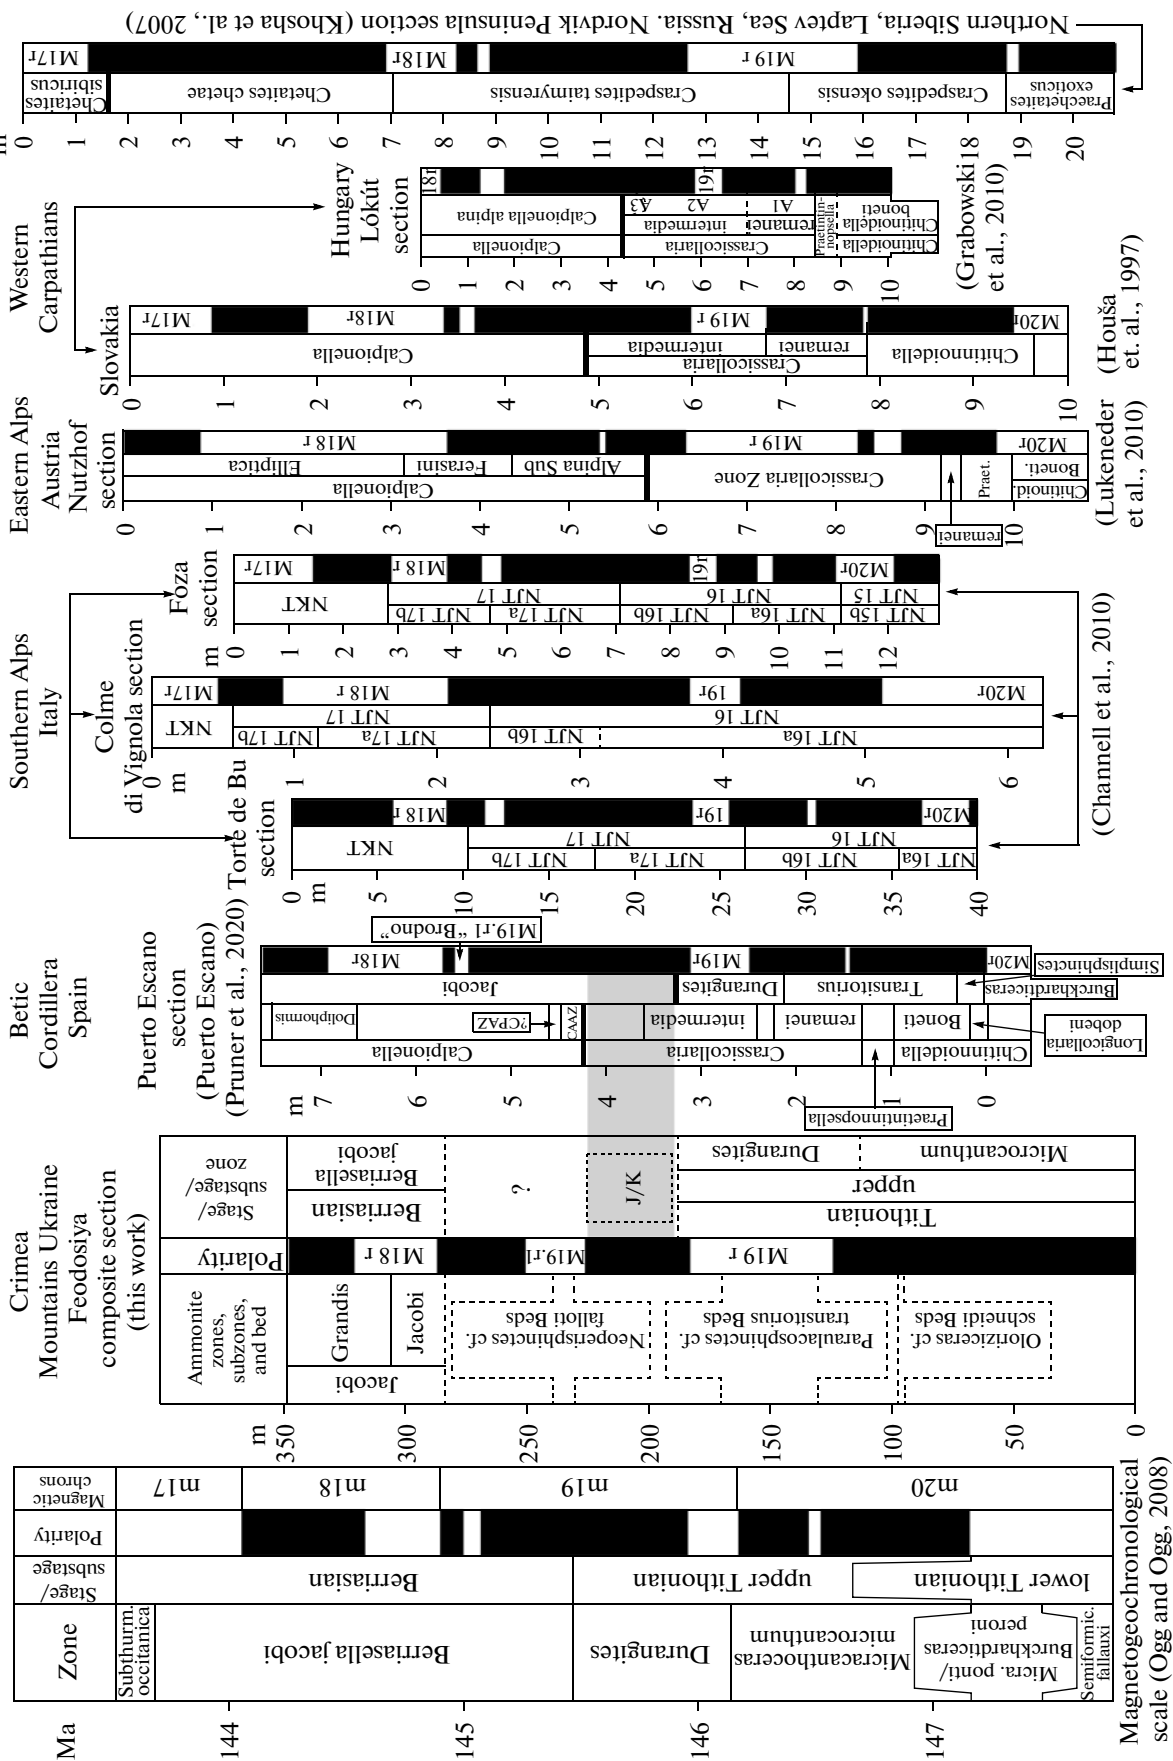 Ma
144
145
146
147
Zone
Subthurm.
occitanica
Berriasella jacobi
Durangites
Micracanthoceras
microcanthum
Micra. ponti/
Burckhardticeras
peroni
Semiformic.
fallauxi
Stage/
substage
Berriasian
upper Tithonian
lower Tithonian
Polarity
Magnetic
chrons
m17
m18
m19
m20
Magnetogeochronological
scale (Ogg and Ogg, 2008)
Crimea
Mountains Ukraine
Feodosiya
composite section
(this work)
m
350
300
250
200
150
100
50
0
Ammonite
zones,
subzones,
and bed
Jacobi
Grandis
Jacobi
Neoperisphinctes cf.
falloti Beds
Paraulacosphinctes cf.
transitorius Beds
Oloriziceras cf.
schneidi Beds
Polarity
M18 r
M19.r1
M19 r
Stage/
substage/
zone
Berriasian
Berriasella
jacobi
?
J/K
Tithonian
upper
Durangites
Microcanthum
Betic
Cordillera
Spain
Puerto Escano
section
(Puerto Escano)
(Pruner et al., 2020)
m
7
6
5
4
3
2
1
0
Calpionella
Crassicollaria
Chitinnoidella
Doliphormis
?CPAZ
CAAZ
intermedia
remanei
Boneti
Praetintinnopsella
Longicollaria
dobeni
Jacobi
Durangites
Transitorius
Burckhardticeras
Simplisphinctes
M18r
M19.r1 “Brodno”
M19r
M20r
Southern Alps
Italy
Torte de Bu
section
0
m
5
10
15
20
25
30
35
40
NKT
NJT 17b
NJT 17a
NJT 17
NJT 16b
NJT 16a
NJT 16
M18 r
19r
M20r
Colme
di Vignola section
0
m
1
2
3
4
5
6
NKT
NJT 17b
NJT 17a
NJT 17
NJT 16b
16a
NJT 16
M17r
M18 r
19r
M20r
Foza
section
m
0
1
2
3
4
5
6
7
8
9
10
11
12
NKT
NJT 17b
NJT 17a
NJT 17
NJT 16b
NJT 16a
NJT 16
NJT 15b
NJT 15
M17r
M18 r
19r
M20r
(Channell et al., 2010)
Eastern Alps
Austria
Nutzhof
section
0
1
2
3
4
5
6
7
8
9
10
Calpionella
Elliptica
Ferasini
Alpina Sub
Crassicollaria Zone
remanei
Praet.
Chitinoid.
Boneti.
M18 r
M19 r
M20r
(Lukeneder
et al., 2010)
Western
Carpathians
Slovakia
0
1
2
3
4
5
6
7
8
9
10
Calpionella
Crassicollaria
intermedia
remanei
Chitinnoidella
M17r
M18r
M19 r
M20r
(Houša
et. al., 1997)
Hungary
Lókút
section
0
1
2
3
4
5
6
7
8
9
10
Calpionella
Calpionella alpina
Crassicollaria
intermedia
remanei
A3
A2
A1
Praetintin-
nopsella
Chitinoidella
Chitinoidella
boneti
18r
19r
(Grabowski
et al., 2010)
m
0
1
2
3
4
5
6
7
8
9
10
11
12
13
14
15
16
17
18
19
20
Chetaites
sibiricus
Chetaites chetae
Craspedites taimyrensis
Craspedites okensis
Praechetaites
exoticus
M17r
M18r
M19 r
Northern Siberia, Laptev Sea, Russia. Nordvik Peninsula section (Khosha et al., 2007)